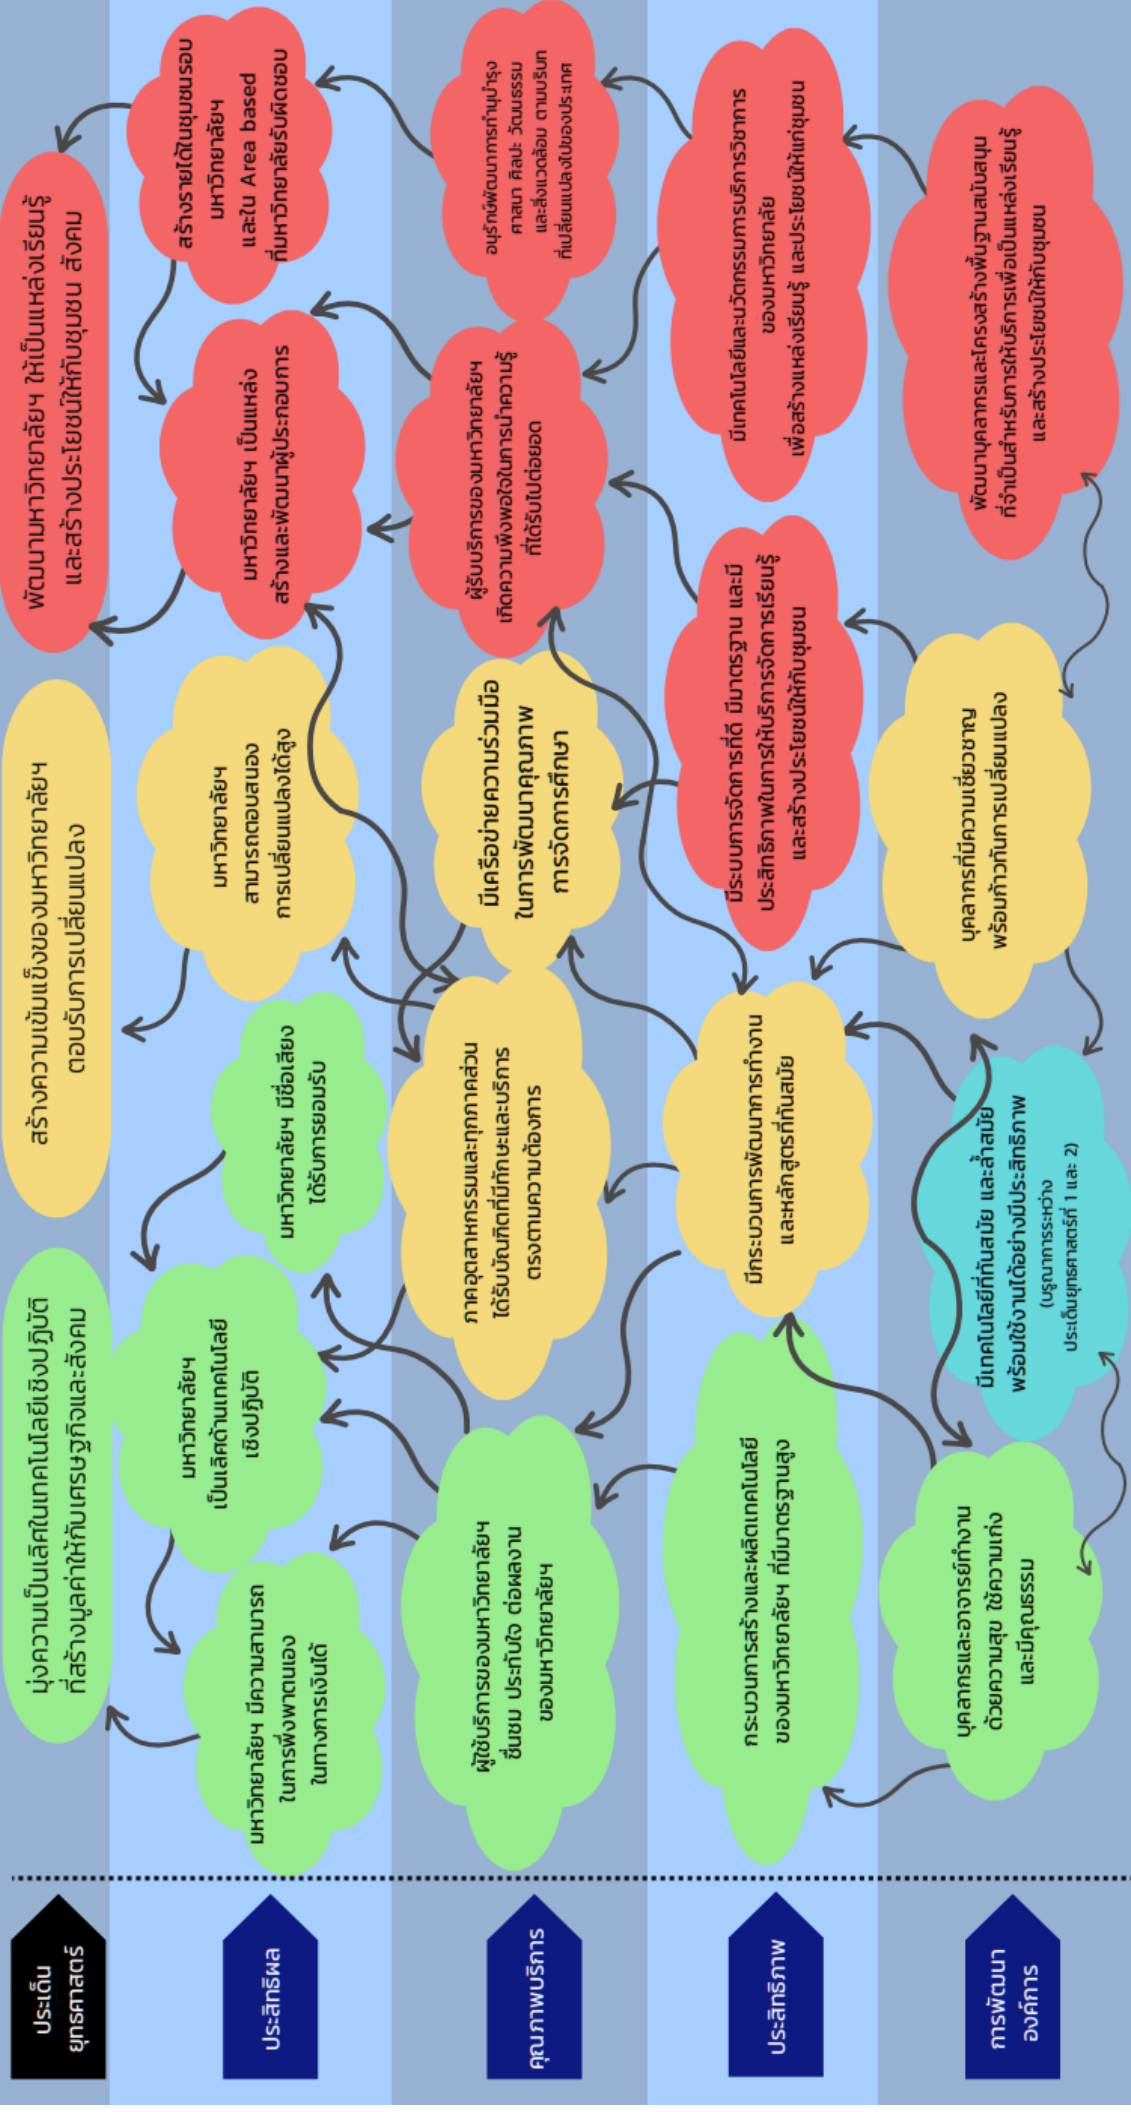 ประเด็น
ยุทธศาสตร์
มุ่งความเป็นเลิศในเทคโนโลยีเชิงปฏิบัติ
ที่สร้างมูลค่าให้กับเศรษฐกิจและสังคม
สร้างความเข้มแข็งของมหาวิทยาลัยฯ
ตอบรับการเปลี่ยนแปลง
พัฒนามหาวิทยาลัยฯ ให้เป็นแหล่งเรียนรู้
และสร้างประโยชน์ให้กับชุมชน สังคม
ประสิทธิผล
มหาวิทยาลัยฯ มีความสามารถ
ในการพึ่งพาตนเอง
ในทางการเงินได้
มหาวิทยาลัยฯ
เป็นเลิศด้านเทคโนโลยี
เชิงปฏิบัติ
มหาวิทยาลัยฯ มีชื่อเสียง
ได้รับการยอมรับ
มหาวิทยาลัยฯ
สามารถตอบสนอง
การเปลี่ยนแปลงได้สูง
มหาวิทยาลัยฯ เป็นแหล่ง
สร้างและพัฒนาผู้ประกอบการ
สร้างรายได้ในชุมชนรอบ
มหาวิทยาลัยฯ
และใน Area based
ที่มหาวิทยาลัยรับผิดชอบ
คุณภาพบริการ
ผู้ใช้บริการของมหาวิทยาลัยฯ
ชื่นชม ประทับใจ ต่อผลงาน
ของมหาวิทยาลัยฯ
ภาคอุตสาหกรรมและทุกภาคส่วน
ได้รับบัณฑิตที่มีทักษะและบริการ
ตรงตามความต้องการ
มีเครือข่ายความร่วมมือ
ในการพัฒนาคุณภาพ
การจัดการศึกษา
ผู้รับบริการของมหาวิทยาลัยฯ
เกิดความพึงพอใจในการนำความรู้
ที่ได้รับไปต่อยอด
อนุรักษ์พัฒนาการทำนุบำรุง
ศาสนา ศิลปะ วัฒนธรรม
และสิ่งแวดล้อม ตามบริบท
ที่เปลี่ยนแปลงไปของประเทศ
ประสิทธิภาพ
กระบวนการสร้างและผลิตเทคโนโลยี
ของมหาวิทยาลัยฯ ที่มีมาตรฐานสูง
มีกระบวนการพัฒนาการทำงาน
และหลักสูตรที่ทันสมัย
มีระบบการจัดการที่ดี มีมาตรฐาน และมี
ประสิทธิภาพในการให้บริการจัดการเรียนรู้
และสร้างประโยชน์ให้กับชุมชน
มีเทคโนโลยีและนวัตกรรมการบริการวิชาการ
ของมหาวิทยาลัย
เพื่อสร้างแหล่งเรียนรู้ และประโยชน์ให้แก่ชุมชน
การพัฒนา
องค์การ
บุคลากรและอาจารย์ทำงาน
ด้วยความสุข ใช้ความเก่ง
และมีคุณธรรม
มีเทคโนโลยีที่ทันสมัย และล้ำสมัย
พร้อมใช้งานได้อย่างมีประสิทธิภาพ
(บรูณาการระหว่าง
ประเด็นยุทธศาสตร์ที่ 1 และ 2)
บุคลากรที่มีความเชี่ยวชาญ
พร้อมก้าวทันการเปลี่ยนแปลง
พัฒนาบุคลากรและโครงสร้างพื้นฐานสนับสนุน
ที่จำเป็นสำหรับการให้บริการเพื่อเป็นแหล่งเรียนรู้
และสร้างประโยชน์ให้กับชุมชน